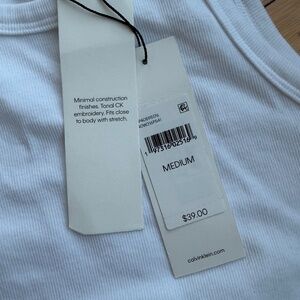 Minimal construction
finishes. Tonal CK
embroidery. Fits close
to body with stretch.
MEDIUM
$39.00
calvinklein.com